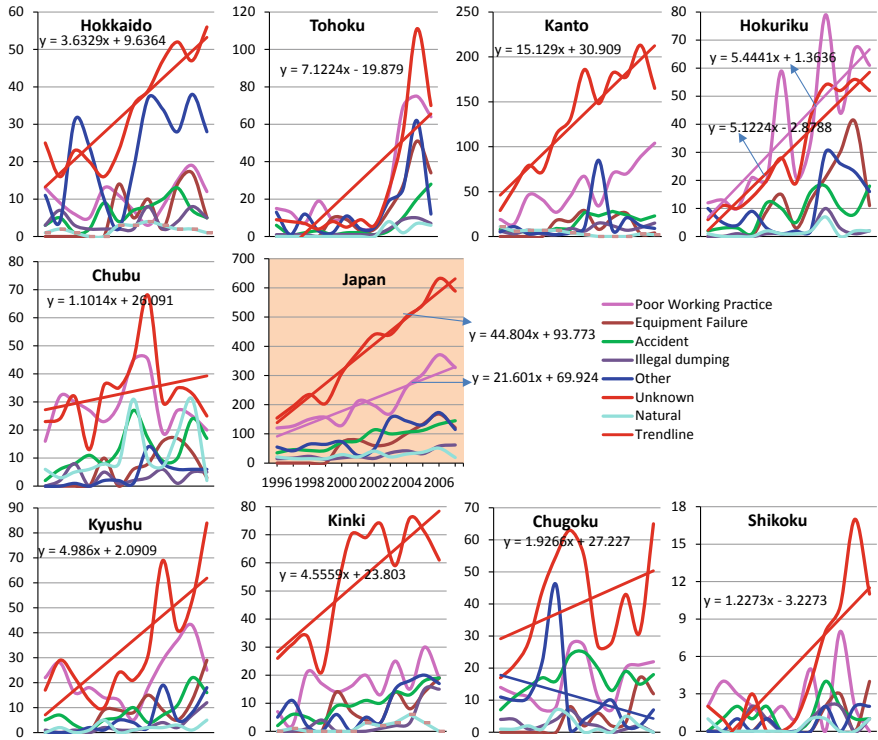 Hokkaido
y = 3.6329x + 9.6364
60
50
40
30
20
10
0
Tohoku
y = 7.1224x - 19.879
120
100
80
60
40
20
0
Kanto
y = 15.129x + 30.909
250
200
150
100
50
0
Hokuriku
y = 5.4441x + 1.3636
y = 5.1224x - 2.8788
80
70
60
50
40
30
20
10
0
Chubu
y = 1.1014x + 26.091
80
70
60
50
40
30
20
10
0
Japan
y = 44.804x + 93.773
y = 21.601x + 69.924
700
600
500
400
300
200
100
0
1996 1998 2000 2002 2004 2006
Poor Working Practice
Equipment Failure
Accident
Illegal dumping
Other
Unknown
Natural
Trendline
Kyushu
y = 4.986x + 2.0909
90
80
70
60
50
40
30
20
10
0
Kinki
y = 4.5559x + 23.803
80
70
60
50
40
30
20
10
0
Chugoku
y = 1.9266x + 27.227
70
60
50
40
30
20
10
0
Shikoku
y = 1.2273x - 3.2273
18
15
12
9
6
3
0